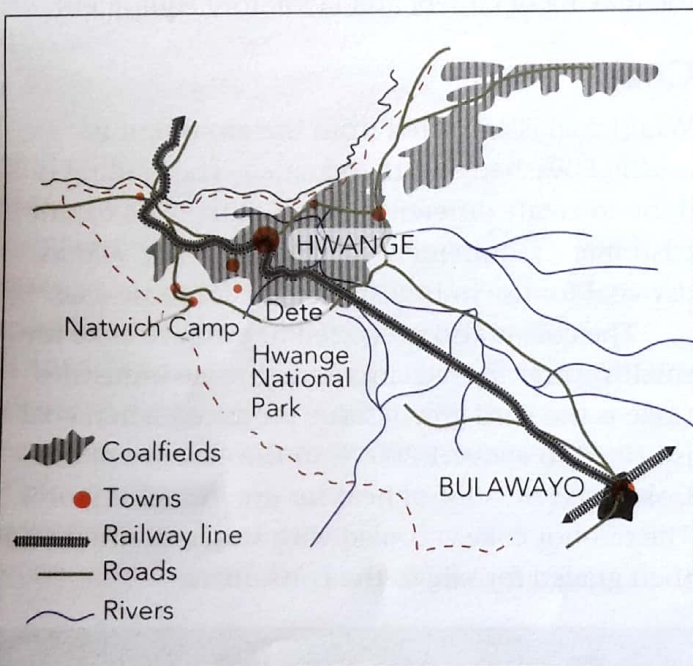 HWANGE
Natwich Camp
Dete
Hwange
National
Park
BULAWAYO
Coalfields
Towns
Railway line
Roads
Rivers